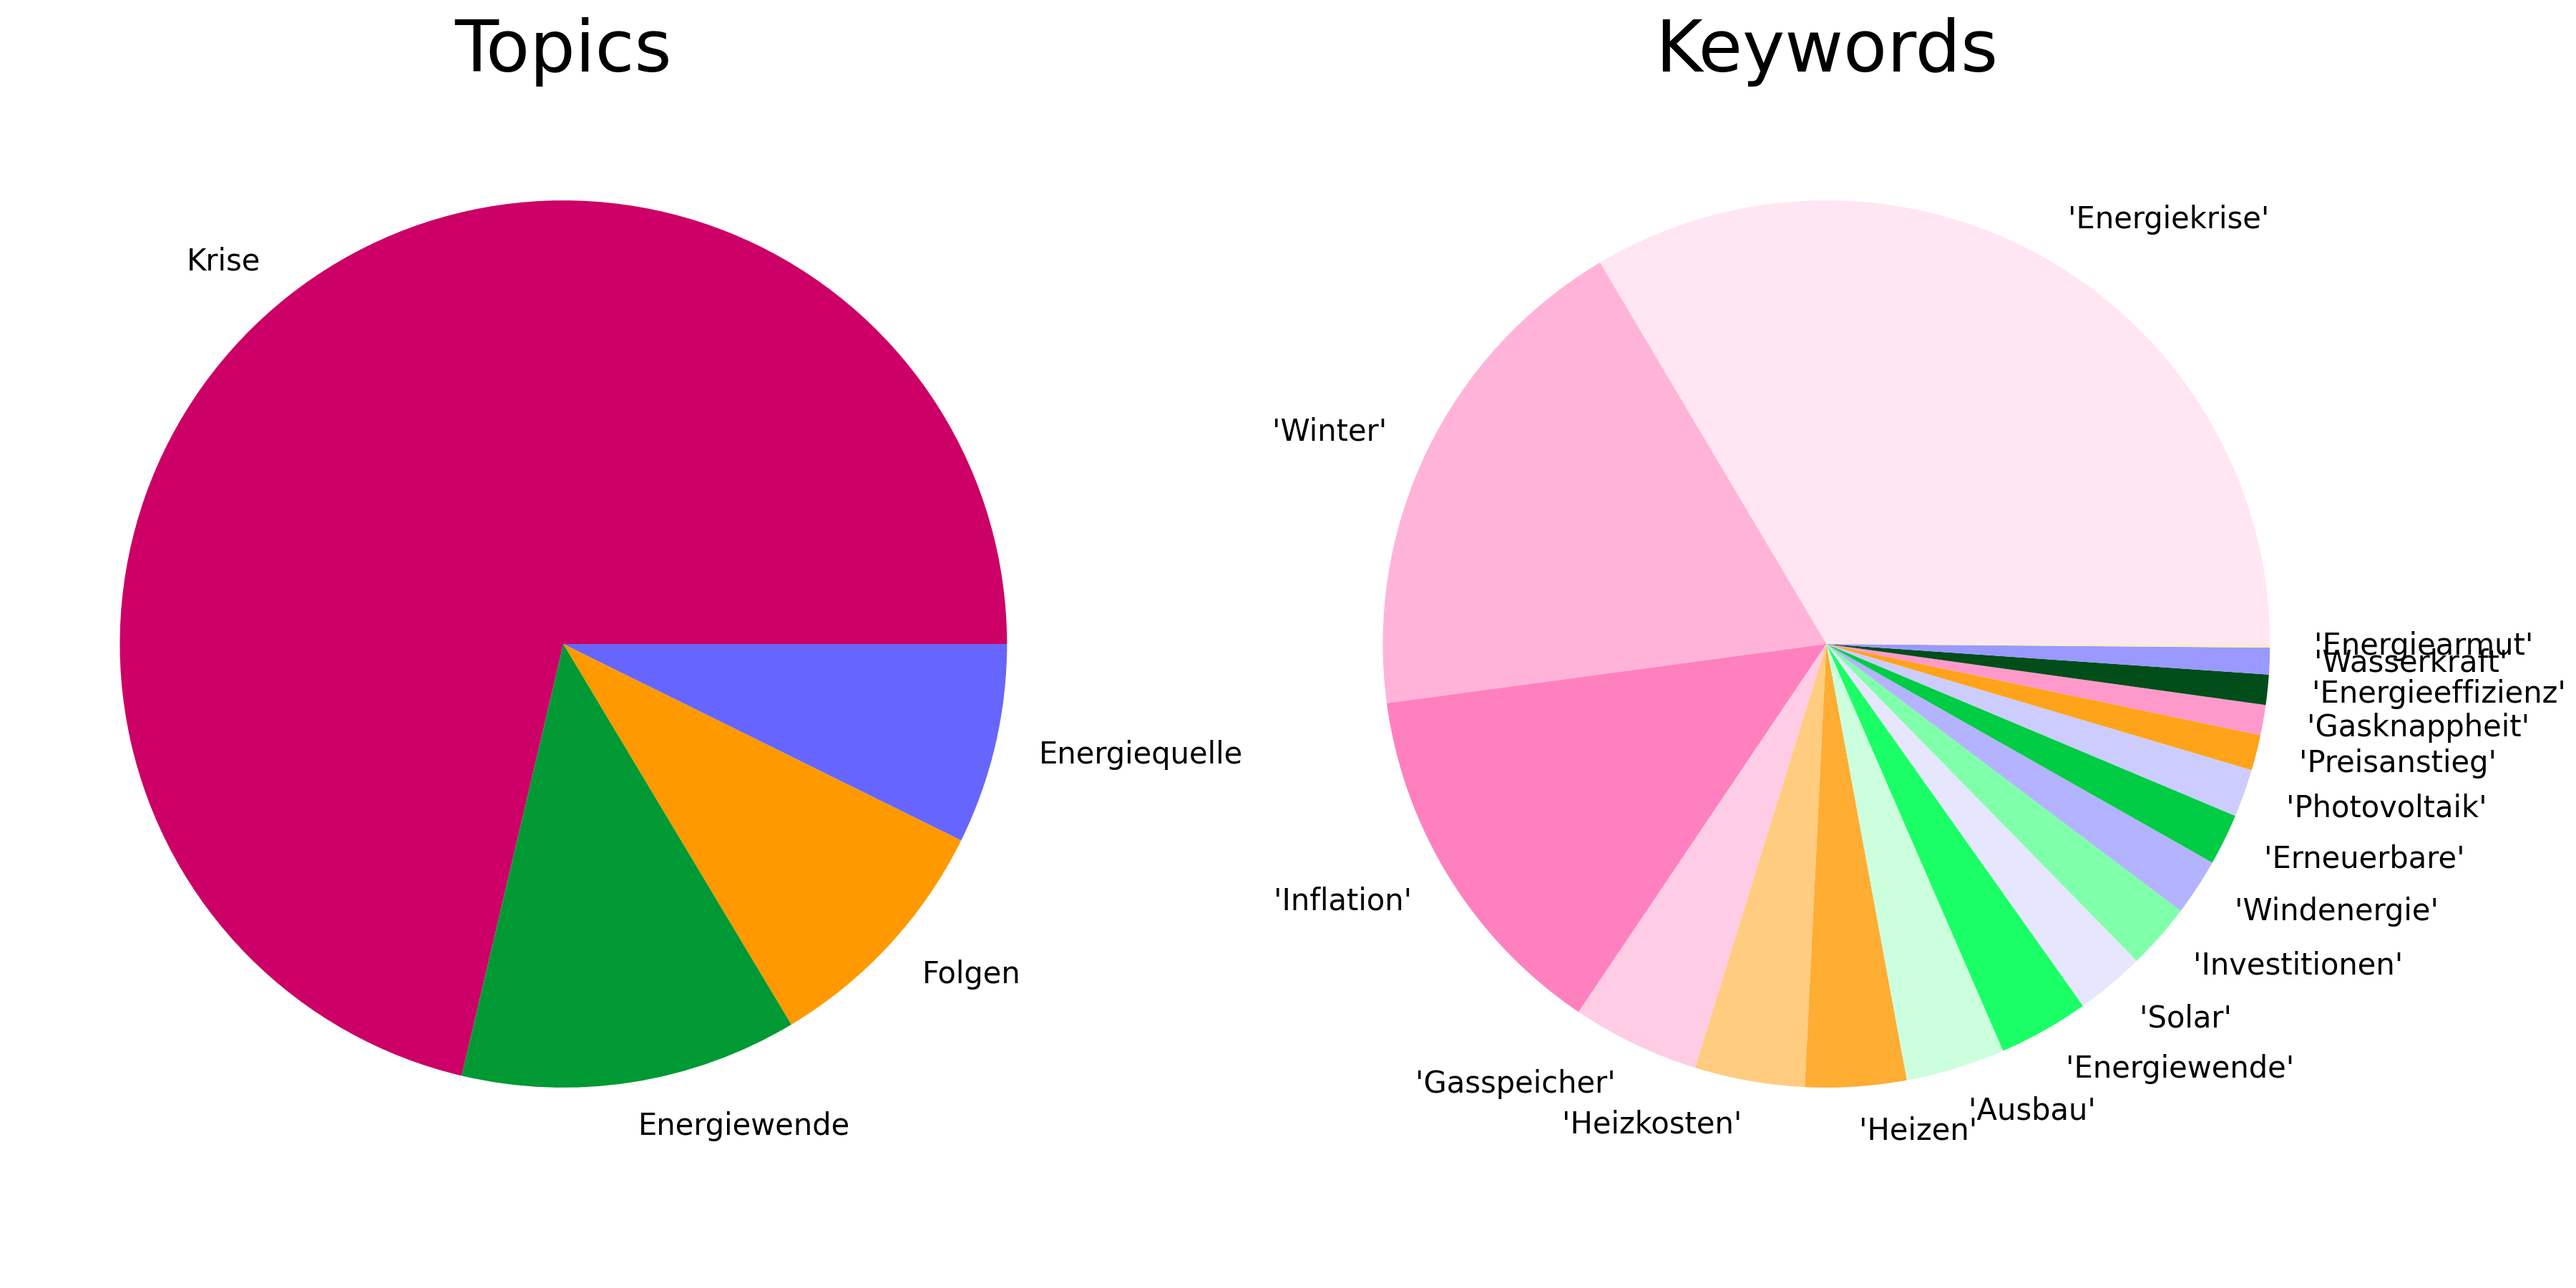 Topics
Krise
Energiequelle
Folgen
Energiewende
Keywords
'Energiekrise'
'Winter'
'Inflation'
'Gasspeicher'
'Heizkosten'
'Heizen'
'Ausbau'
'Energiewende'
'Solar'
'Investitionen'
'Windenergie'
'Erneuerbare'
'Photovoltaik'
'Preisanstieg'
'Gasknappheit'
'Energieeffizienz'
'Wasserkraft'
'Energiearmut'